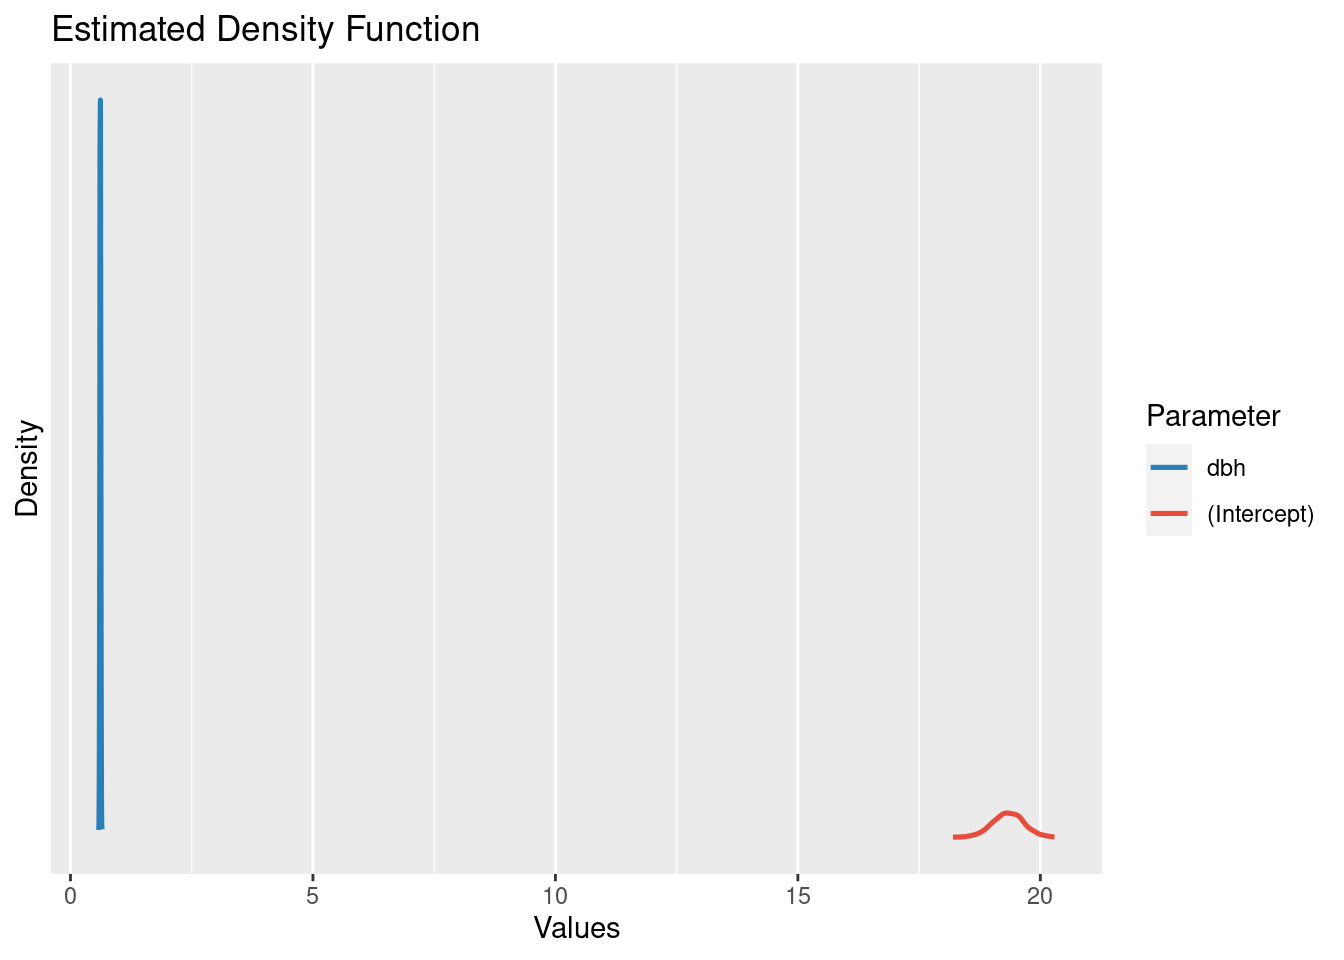 Estimated Density Function
Density
0 5 10 15 20
Values
Parameter
dbh
(Intercept)